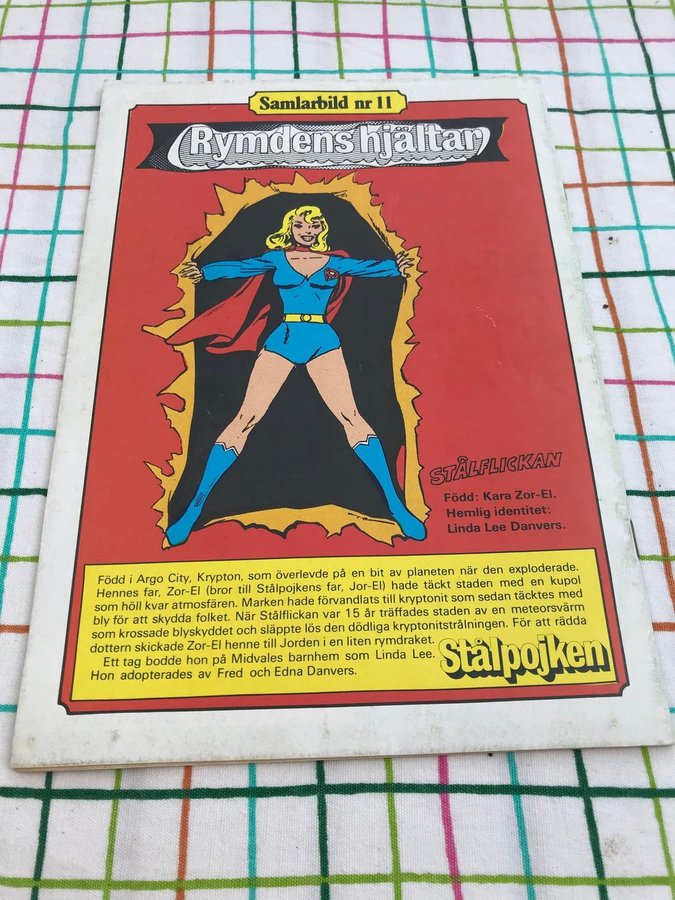 Samlarbild nr 11
Rymdens hjältar
STÅLFLICKAN
Född: Kara Zor-El.
Hemlig identitet:
Linda Lee Danvers.
Född i Argo City, Krypton, som överlevde på en bit av planeten när den exploderade.
Hennes far, Zor-El (bror till Stålpojkens far, Jor-El) hade täckt staden med en kupol
som höll kvar atmosfären. Marken hade förvandlats till kryptonit som sedan täcktes med
bly för att skydda folket. När Stålflickan var 15 år träffades staden av en meteorsvärm
som krossade blyskyddet och släppte lös den dödliga kryptonitstrålningen. För att rädda
dottern skickade Zor-El henne till Jorden i en liten rymdraket.
Ett tag bodde hon på Midvales barnhem som Linda Lee.
Hon adopterades av Fred och Edna Danvers.
Stålpojken